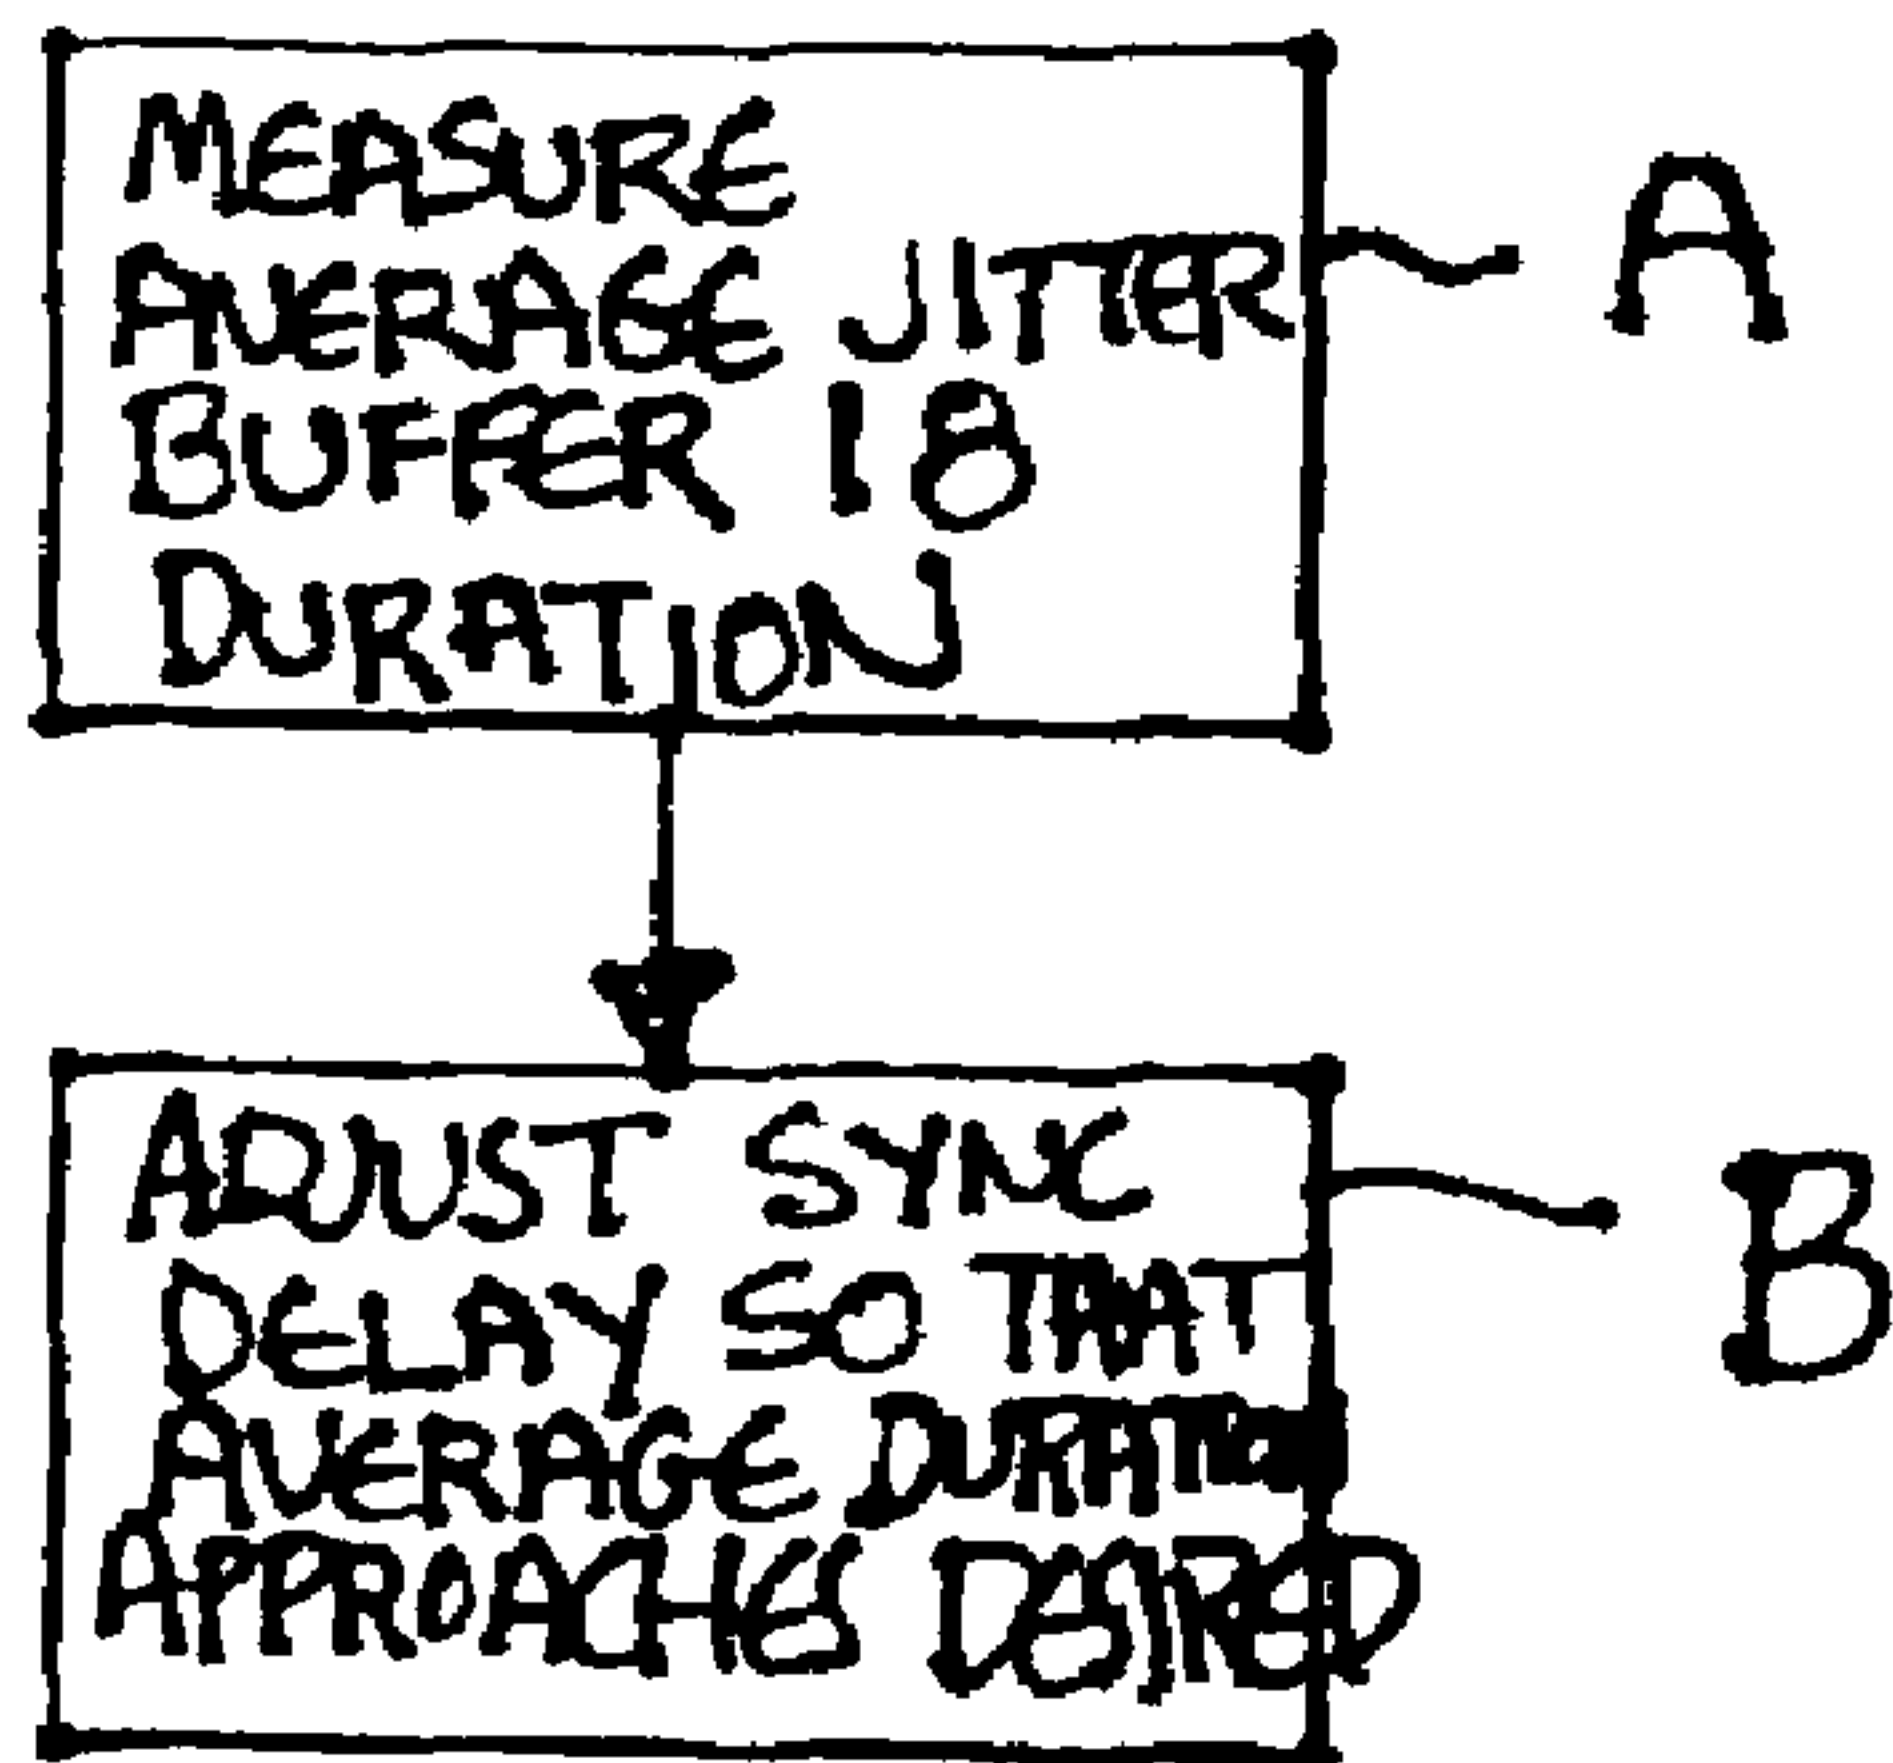 MEASURE
AVERAGE JITTER
BUFFER 18
DURATION
A
ADJUST SYNC
DELAY SO THAT
AVERAGE DURATION
APPROACHES DESIRED
B